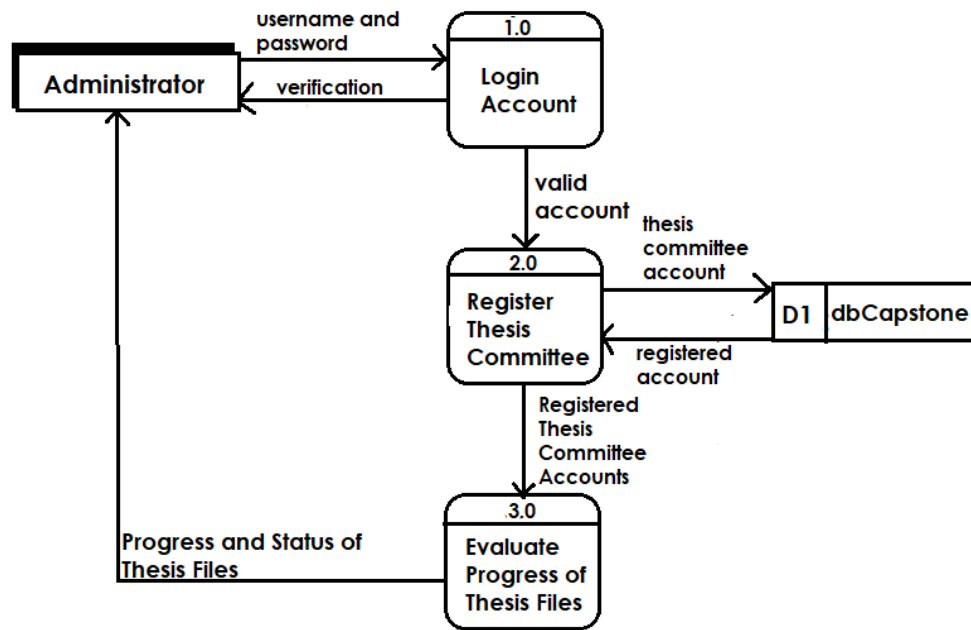 username and
password
1.0
Administrator
Login
Account
verification
valid
account
thesis
committee
account
2.0
Register
Thesis
Committee
D1
dbCapstone
registered
account
Registered
Thesis
Committee
Accounts
.3.0
Evaluate
Progress of
Thesis Files
Progress and Status of
Thesis Files